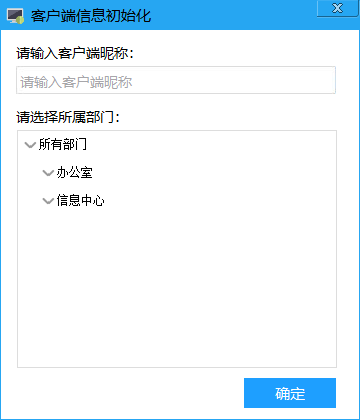 客户端信息初始化
请输入客户端昵称：
请输入客户端昵称
请选择所属部门：
所有部门
办公室
信息中心
确定